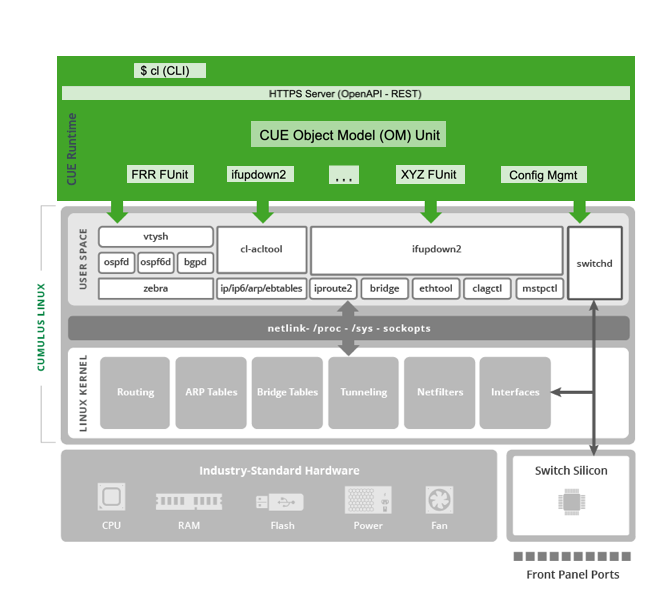 $ cl (CLI)
HTTPS Server (OpenAPI - REST)
CUE Runtime
CUE Object Model (OM) Unit
FRR FUnit
ifupdown2
...
XYZ FUnit
Config Mgmt
CUMULUS LINUX
USER SPACE
vtysh
ospfd
ospf6d
bgpd
zebra
cl-acltool
ip/ip6/arp/ebtables
ifupdown2
iproute2
bridge
ethtool
clagctl
mstpctl
switchd
netlink- /proc - /sys - sockopts
LINUX KERNEL
Routing
ARP Tables
Bridge Tables
Tunneling
Netfilters
Interfaces
Industry-Standard Hardware
CPU
RAM
Flash
Power
Fan
Switch Silicon
Front Panel Ports